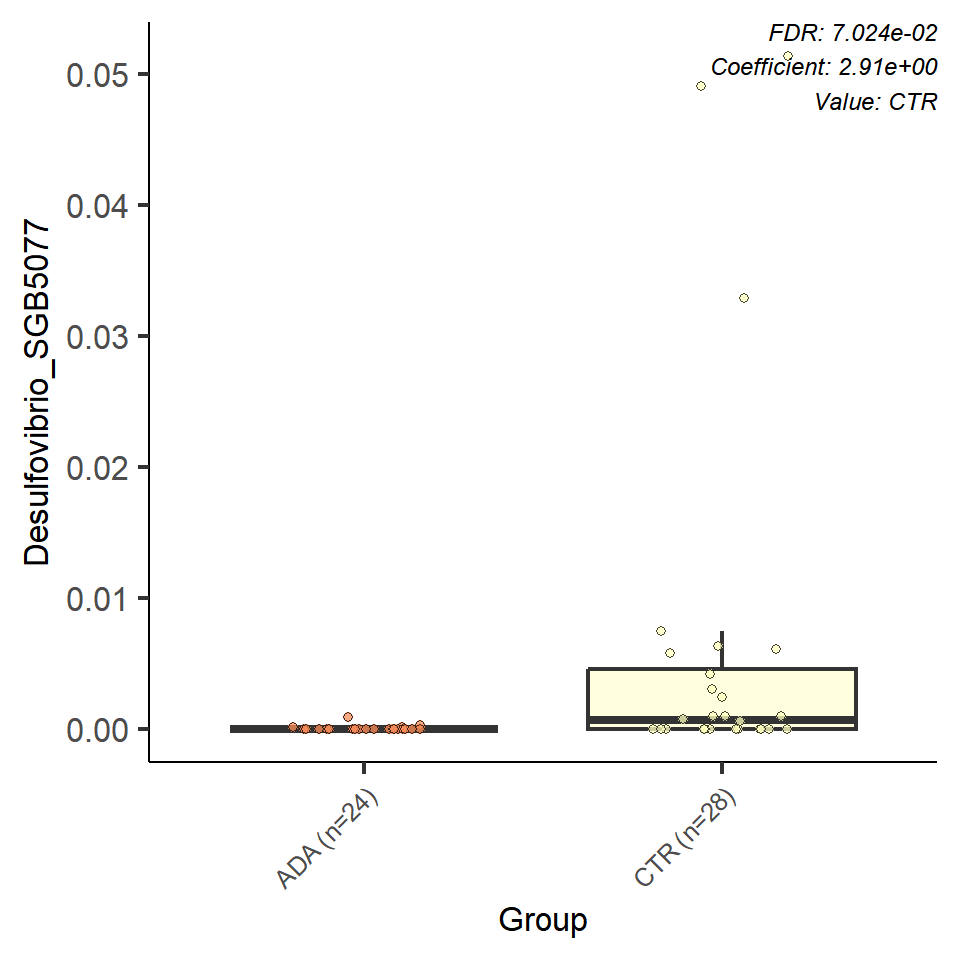 FDR: 7.024e-02
Coefficient: 2.91e+00
Value: CTR
Desulfovibrio_SGB5077
0.05
0.04
0.03
0.02
0.01
0.00
ADA (n=24)
CTR (n=28)
Group